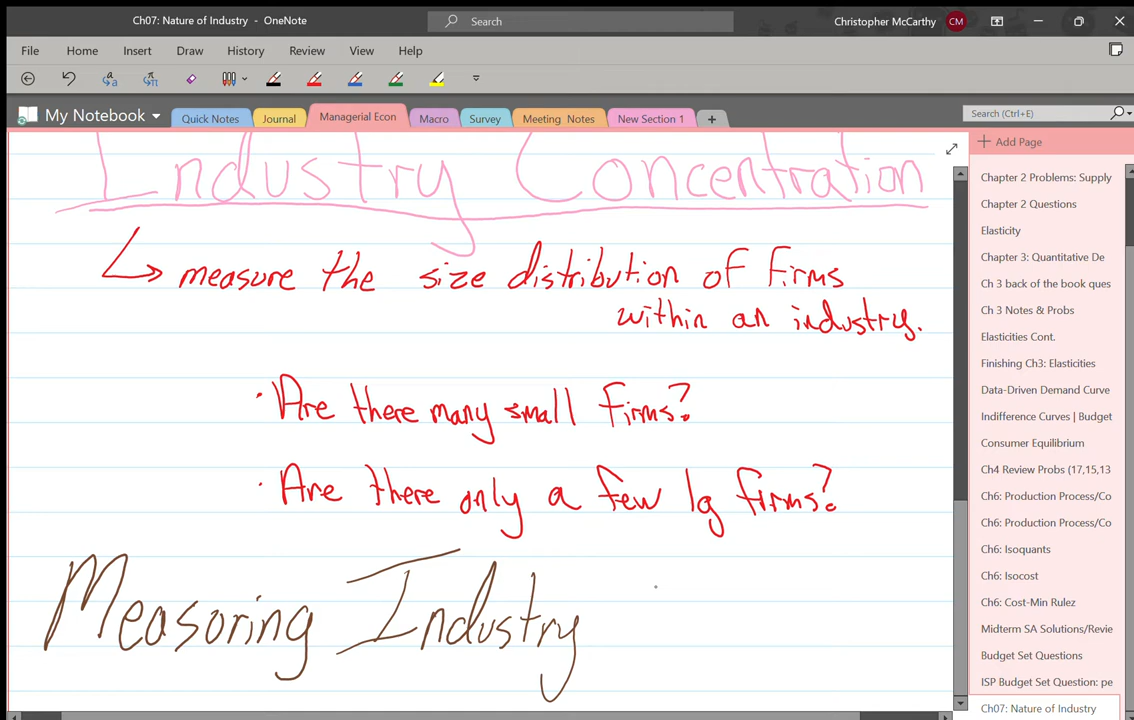 Ch07: Nature of Industry - OneNote
Search
Christopher McCarthy CM
File Home Insert Draw History Review View Help
My Notebook
Quick Notes Journal Managerial Econ Macro Survey Meeting Notes New Section 1 +
Search (Ctrl+E)
Industry Concentration
measure the size distribution of firms
within an industry.
· Are there many small firms?
· Are there only a few lg firms?
Measuring Industry
Add Page
Chapter 2 Problems: Supply
Chapter 2 Questions
Elasticity
Chapter 3: Quantitative De
Ch 3 back of the book ques
Ch 3 Notes & Probs
Elasticities Cont.
Finishing Ch3: Elasticities
Data-Driven Demand Curve
Indifference Curves | Budget
Consumer Equilibrium
Ch4 Review Probs (17,15,13
Ch6: Production Process/Co
Ch6: Production Process/Co
Ch6: Isoquants
Ch6: Isocost
Ch6: Cost-Min Rulez
Midterm SA Solutions/Revie
Budget Set Questions
ISP Budget Set Question: pe
Ch07: Nature of Industry